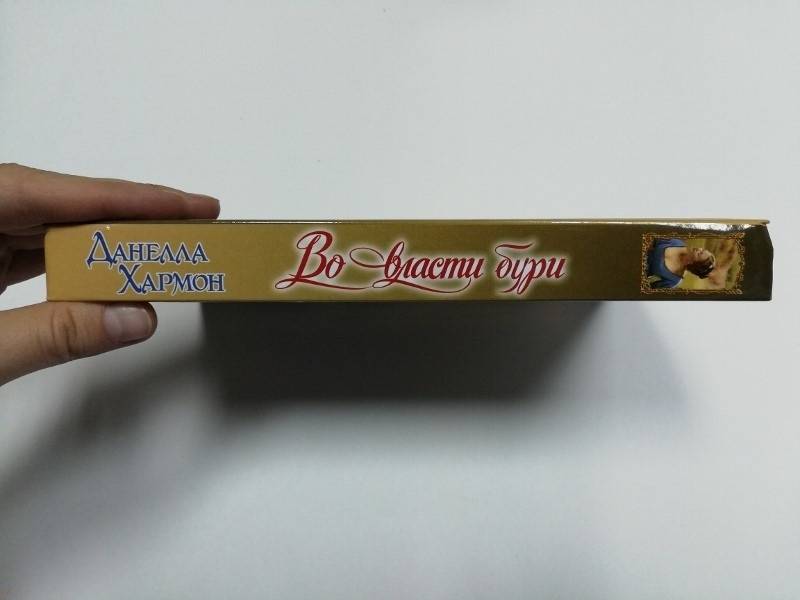 Данелла
Хармон
Во власти бури